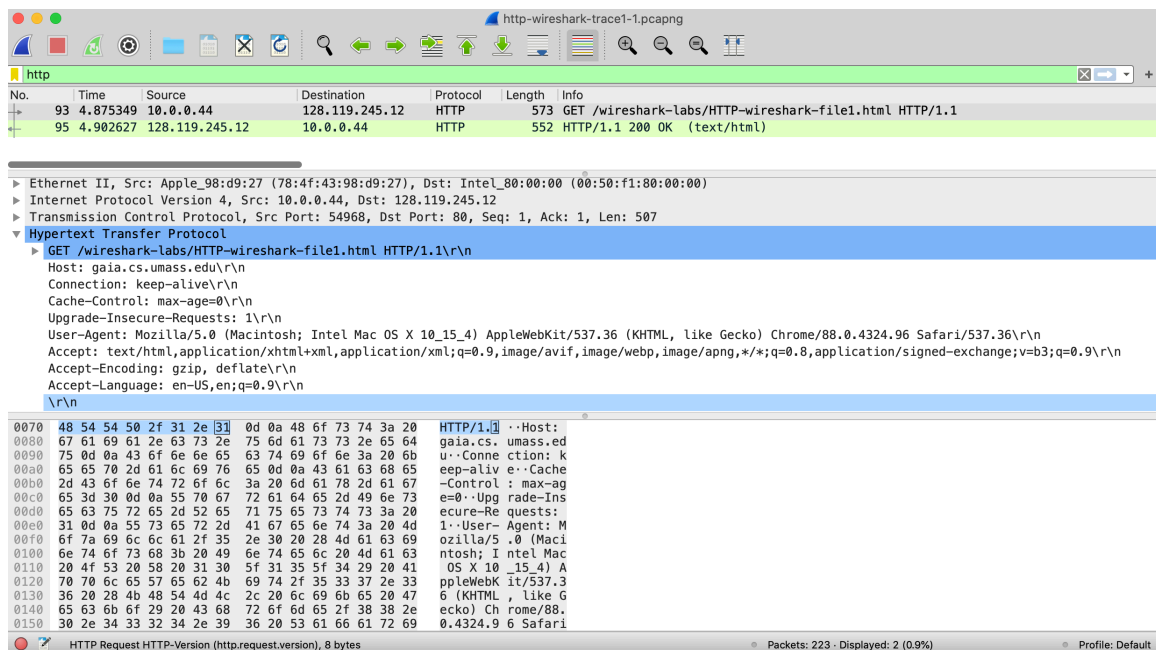 http-wireshark-trace1-1.pcapng
http
No. Time Source Destination Protocol Length Info
93 4.875349 10.0.0.44 128.119.245.12 HTTP 573 GET /wireshark-labs/HTTP-wireshark-file1.html HTTP/1.1
95 4.902627 128.119.245.12 10.0.0.44 HTTP 552 HTTP/1.1 200 OK (text/html)
Ethernet II, Src: Apple_98:d9:27 (78:4f:43:98:d9:27), Dst: Intel_80:00:00 (00:50:f1:80:00:00)
Internet Protocol Version 4, Src: 10.0.0.44, Dst: 128.119.245.12
Transmission Control Protocol, Src Port: 54968, Dst Port: 80, Seq: 1, Ack: 1, Len: 507
Hypertext Transfer Protocol
GET /wireshark-labs/HTTP-wireshark-file1.html HTTP/1.1\r\n
Host: gaia.cs.umass.edu\r\n
Connection: keep-alive\r\n
Cache-Control: max-age=0\r\n
Upgrade-Insecure-Requests: 1\r\n
User-Agent: Mozilla/5.0 (Macintosh; Intel Mac OS X 10_15_4) AppleWebKit/537.36 (KHTML, like Gecko) Chrome/88.0.4324.96 Safari/537.36\r\n
Accept: text/html,application/xhtml+xml,application/xml;q=0.9,image/avif,image/webp,image/apng,*/*;q=0.8,application/signed-exchange;v=b3;q=0.9\r\n
Accept-Encoding: gzip, deflate\r\n
Accept-Language: en-US,en;q=0.9\r\n
\r\n
0070 48 54 54 50 2f 31 2e 31 0d 0a 48 6f 73 74 3a 20 HTTP/1.1 ··Host:
0080 67 61 69 61 2e 63 73 2e 75 6d 61 73 73 2e 65 64 gaia.cs. umass.ed
0090 75 0d 0a 43 6f 6e 6e 65 63 74 69 6f 6e 3a 20 6b u··Conne ction: k
00a0 65 65 70 2d 61 6c 69 76 65 0d 0a 43 61 63 68 65 eep-aliv e··Cache
00b0 2d 43 6f 6e 74 72 6f 6c 3a 20 6d 61 78 2d 61 67 -Control : max-ag
00c0 65 3d 30 0d 0a 55 70 67 72 61 64 65 2d 49 6e 73 e=0··Upg rade-Ins
00d0 65 63 75 72 65 2d 52 65 71 75 65 73 74 73 3a 20 ecure-Re quests:
00e0 31 0d 0a 55 73 65 72 2d 41 67 65 6e 74 3a 20 4d 1··User- Agent: M
00f0 6f 7a 69 6c 6c 61 2f 35 2e 30 20 28 4d 61 63 69 ozilla/5 .0 (Maci
0100 6e 74 6f 73 68 3b 20 49 6e 74 65 6c 20 4d 61 63 ntosh; I ntel Mac
0110 20 4f 53 20 58 20 31 30 5f 31 35 5f 34 29 20 41 OS X 10 _15_4) A
0120 70 70 6c 65 57 65 62 4b 69 74 2f 35 33 37 2e 33 ppleWebK it/537.3
0130 36 20 28 4b 48 54 4d 4c 2c 20 6c 69 6b 65 20 47 6 (KHTML , like G
0140 65 63 6b 6f 29 20 43 68 72 6f 6d 65 2f 38 38 2e ecko) Ch rome/88.
0150 30 2e 34 33 32 34 2e 39 36 20 53 61 66 61 72 69 0.4324.9 6 Safari
HTTP Request HTTP-Version (http.request.version), 8 bytes Packets: 223 · Displayed: 2 (0.9%) Profile: Default